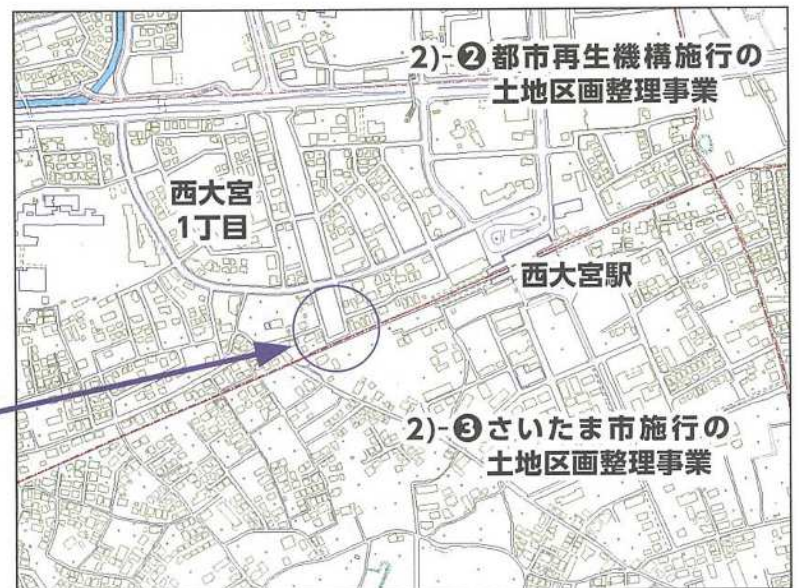 2)-❷都市再生機構施行の
土地区画整理事業
西大宮
1丁目
西大宮駅
2)-❸さいたま市施行の
土地区画整理事業